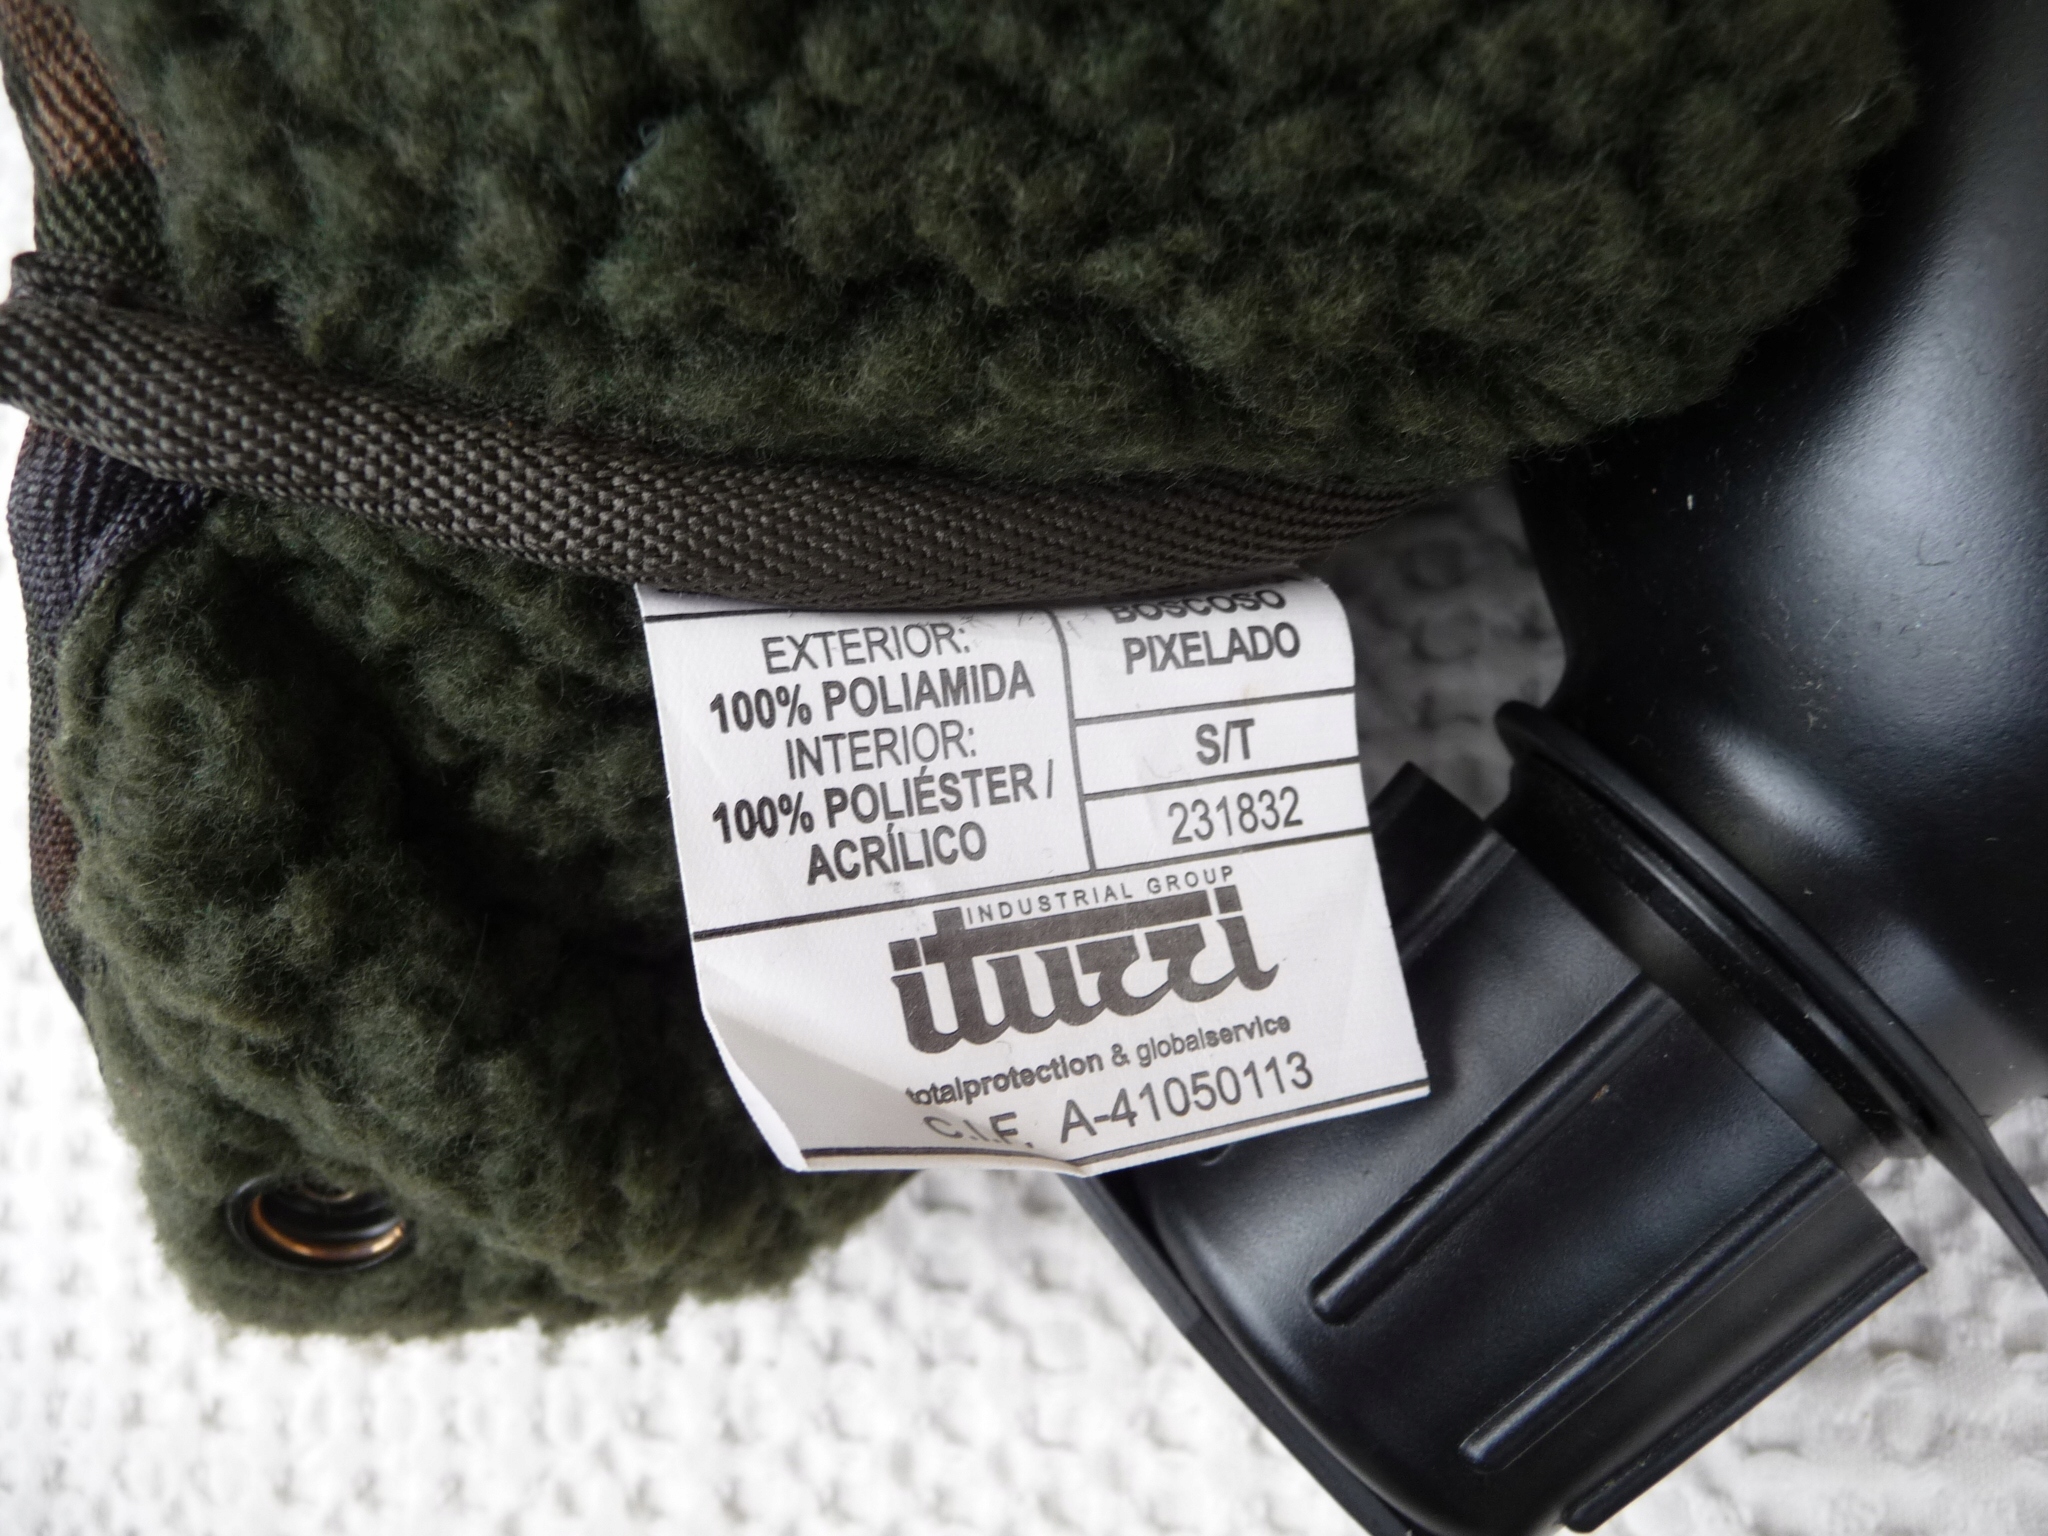 EXTERIOR:
100% POLIAMIDA
INTERIOR:
100% POLIÉSTER /
ACRÍLICO
BOSCOSO
PIXELADO
S/T
231832
INDUSTRIAL GROUP
iturri
totalprotection & globalservice
C.I.F. A-41050113